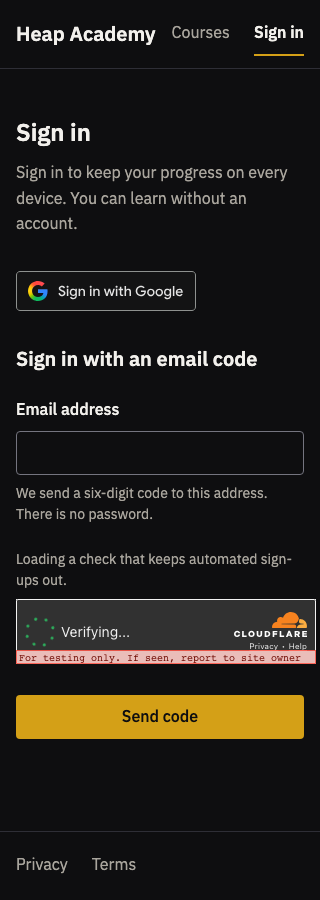 Heap Academy Courses Sign in
Sign in
Sign in to keep your progress on every
device. You can learn without an
account.
Sign in with Google
Sign in with an email code
Email address
We send a six-digit code to this address.
There is no password.
Loading a check that keeps automated sign-
ups out.
Verifying...
CLOUDFLARE
Privacy • Help
For testing only. If seen, report to site owner
Send code
Privacy Terms